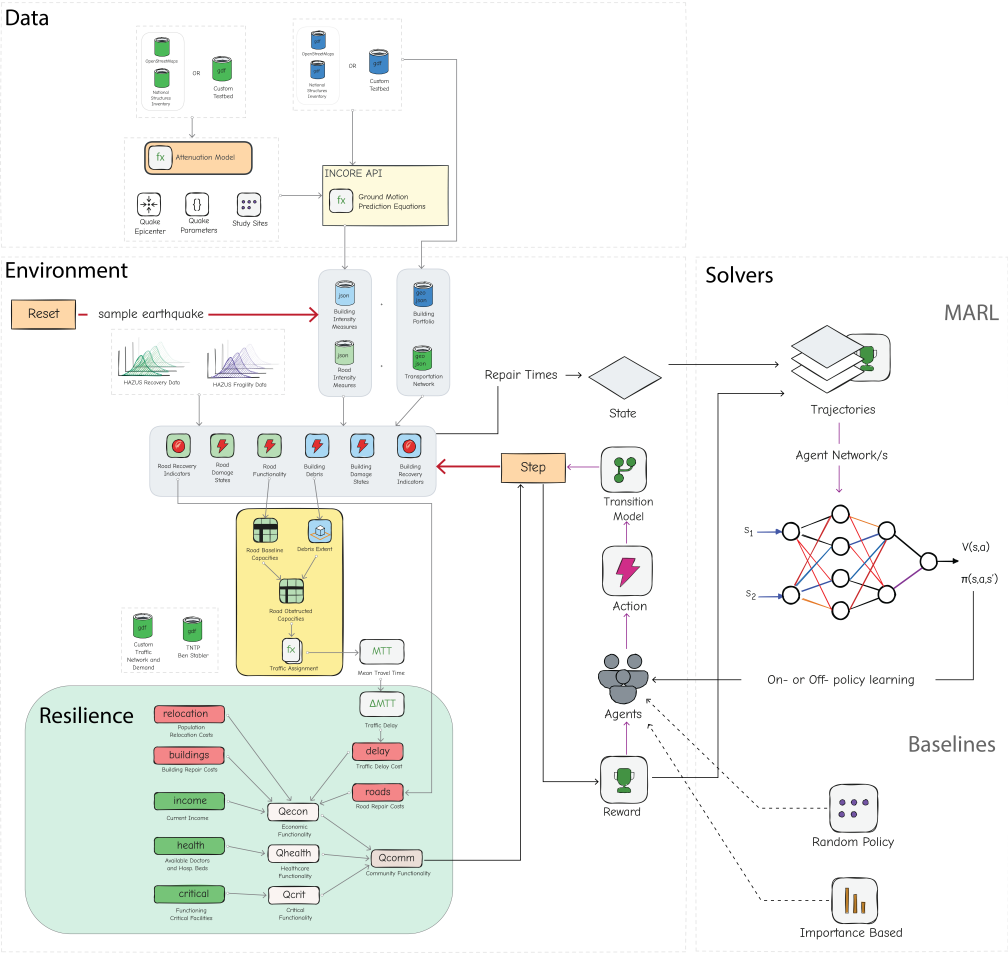 Data
OpenStreetMaps
National
Structures
Inventory
OR
gdf
Custom
Testbed
gdf
OpenStreetMaps
gdf
National
Structures
Inventory
OR
gdf
Custom
Testbed
fx
Attenuation Model
Quake
Epicenter
{}
Quake
Parameters
Study Sites
INCORE API
fx
Ground Motion
Prediction Equations
Environment
Reset
sample earthquake
json
Building
Intensity
Measures
json
Road
Intensity
Measures
geo
json
Building
Portfolio
geo
json
Transportation
Network
HAZUS Recovery Data
HAZUS Fragility Data
Road Recovery
Indicators
Road
Damage
States
Road
Functionality
Building
Debris
Building
Damage
States
Building
Recovery
Indicators
Repair Times
State
Step
Transition
Model
Action
Agents
Reward
Road Baseline
Capacities
Debris Extent
Road Obstructed
Capacities
fx
Traffic Assignment
MTT
Mean Travel Time
ΔMTT
Traffic Delay
gdf
Custom
Traffic
Network and
Demand
gdf
TNTP
Ben Stabler
Resilience
relocation
Population
Relocation Costs
buildings
Building Repair Costs
income
Current Income
health
Available Doctors
and Hosp. Beds
critical
Functioning
Critical Facilities
delay
Traffic Delay Cost
roads
Road Repair Costs
Qecon
Economic
Functionality
Qhealth
Healthcare
Functionality
Qcrit
Critical
Functionality
Qcomm
Community Functionality
Solvers
MARL
Trajectories
Agent Network/s
S1
S2
V(s,a)
π(s,a,s')
On- or Off- policy learning
Baselines
Random Policy
Importance Based